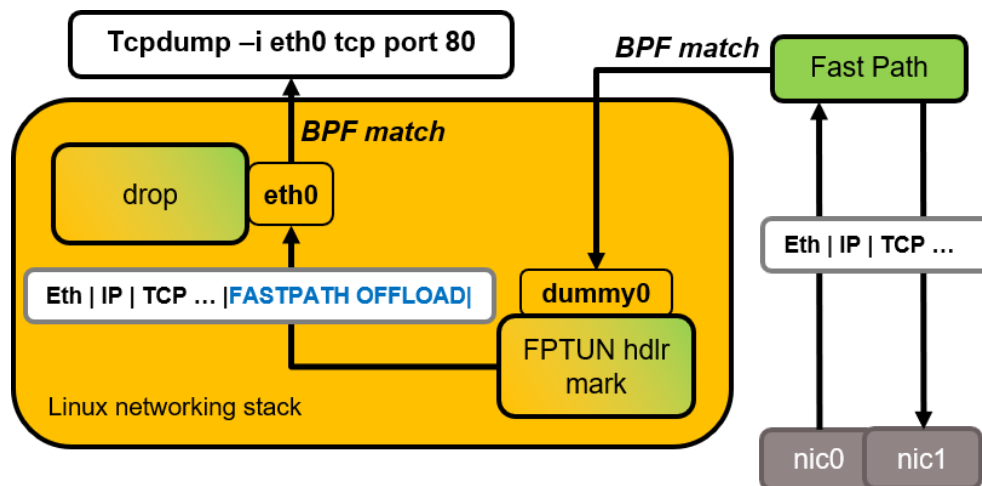 Tcpdump –i eth0 tcp port 80
BPF match
Fast Path
BPF match
drop
eth0
Eth | IP | TCP …
Eth | IP | TCP … |FASTPATH OFFLOAD|
dummy0
FPTUN hdlr
mark
Linux networking stack
nic0
nic1